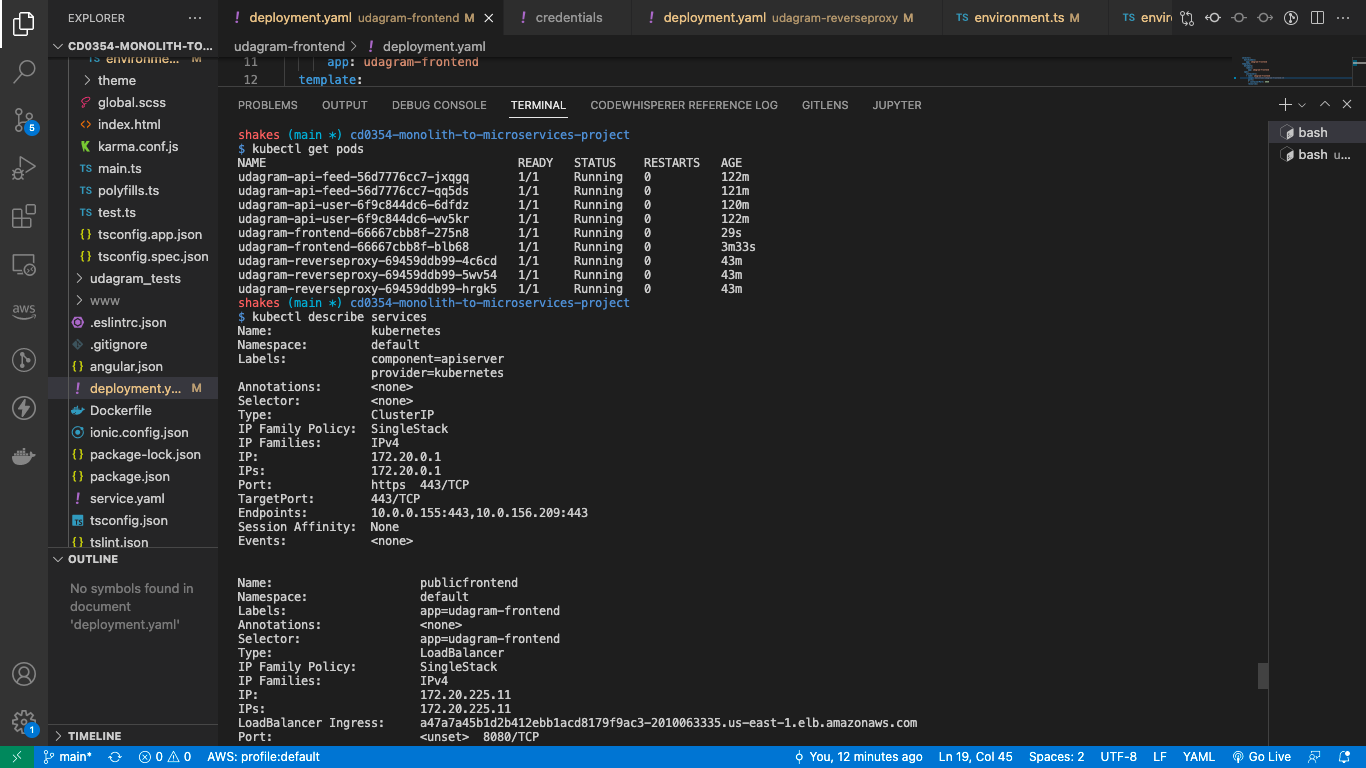 EXPLORER
deployment.yaml udagram-frontend M
credentials
deployment.yaml udagram-reverseproxy M
TS environment.ts M
TS envir
CD0354-MONOLITH-TO...
udagram-frontend > ! deployment.yaml
11 app: udagram-frontend
12 template:
TS environme... M
theme
global.scss
<> index.html
karma.conf.js
TS main.ts
TS polyfills.ts
TS test.ts
{} tsconfig.app.json
{} tsconfig.spec.json
udagram_tests
www
.eslintrc.json
.gitignore
{} angular.json
! deployment.y... M
Dockerfile
ionic.config.json
{} package-lock.json
{} package.json
! service.yaml
tsconfig.json
{} tslint.json
OUTLINE
No symbols found in
document
'deployment.yaml'
TIMELINE
aws
5
1
PROBLEMS OUTPUT DEBUG CONSOLE TERMINAL CODEWHISPERER REFERENCE LOG GITLENS JUPYTER
bash
bash u...
shakes (main *) cd0354-monolith-to-microservices-project
$ kubectl get pods
NAME READY STATUS RESTARTS AGE
udagram-api-feed-56d7776cc7-jxqgq 1/1 Running 0 122m
udagram-api-feed-56d7776cc7-qq5ds 1/1 Running 0 121m
udagram-api-user-6f9c844dc6-6dfdz 1/1 Running 0 120m
udagram-api-user-6f9c844dc6-wv5kr 1/1 Running 0 122m
udagram-frontend-66667cbb8f-275n8 1/1 Running 0 29s
udagram-frontend-66667cbb8f-blb68 1/1 Running 0 3m33s
udagram-reverseproxy-69459ddb99-4c6cd 1/1 Running 0 43m
udagram-reverseproxy-69459ddb99-5wv54 1/1 Running 0 43m
udagram-reverseproxy-69459ddb99-hrgk5 1/1 Running 0 43m
shakes (main *) cd0354-monolith-to-microservices-project
$ kubectl describe services
Name: kubernetes
Namespace: default
Labels: component=apiserver
provider=kubernetes
Annotations: <none>
Selector: <none>
Type: ClusterIP
IP Family Policy: SingleStack
IP Families: IPv4
IP: 172.20.0.1
IPs: 172.20.0.1
Port: https 443/TCP
TargetPort: 443/TCP
Endpoints: 10.0.0.155:443,10.0.156.209:443
Session Affinity: None
Events: <none>
Name: publicfrontend
Namespace: default
Labels: app=udagram-frontend
Annotations: <none>
Selector: app=udagram-frontend
Type: LoadBalancer
IP Family Policy: SingleStack
IP Families: IPv4
IP: 172.20.225.11
IPs: 172.20.225.11
LoadBalancer Ingress: a47a7a45b1d2b412ebb1acd8179f9ac3-2010063335.us-east-1.elb.amazonaws.com
Port: <unset> 8080/TCP
main* 0 0 AWS: profile:default You, 12 minutes ago Ln 19, Col 45 Spaces: 2 UTF-8 LF YAML Go Live